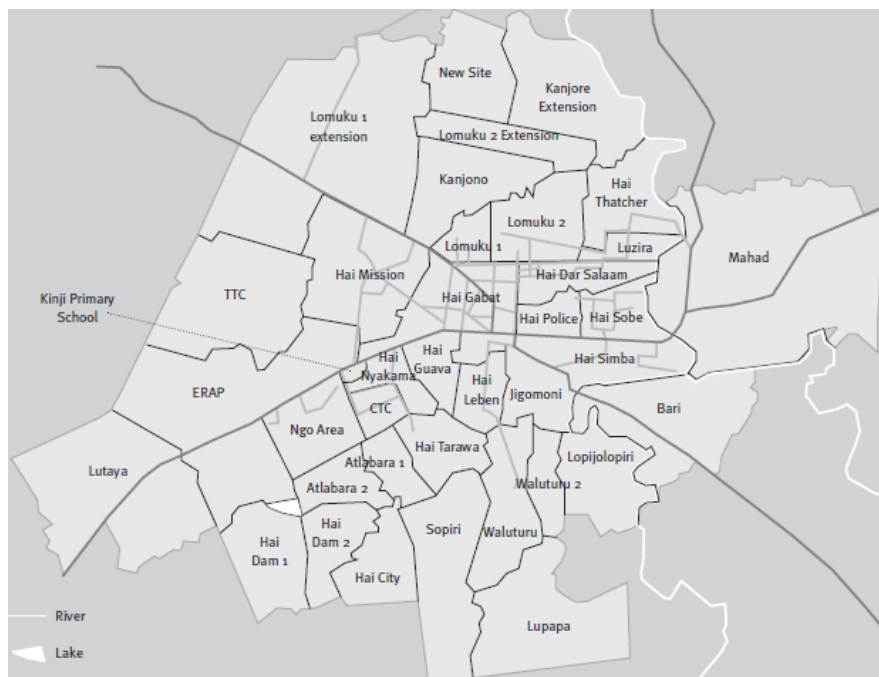 New Site
Kanjore
Extension
Lomuku 1
extension
Lomuku 2 Extension
Kanjono
Hai
Thatcher
Lomuku 2
Lomuku 1
Luzira
Mahad
Hai Mission
Hai Dar Salaam
Kinji Primary
School
TTC
Hai Gabat
Hai Police
Hai Sobe
Hai
Nyakama
Hai
Guava
Hai Simba
ERAP
Hai
Leben
Jigomoni
Bari
CTC
Ngo Area
Hai Tarawa
Lutaya
Atlabara 1
Lopijolopiri
Atlabara 2
Waluturu 2
Hai
Dam 1
Hai
Dam 2
Sopiri
Waluturu
Hai City
River
Lupapa
Lake